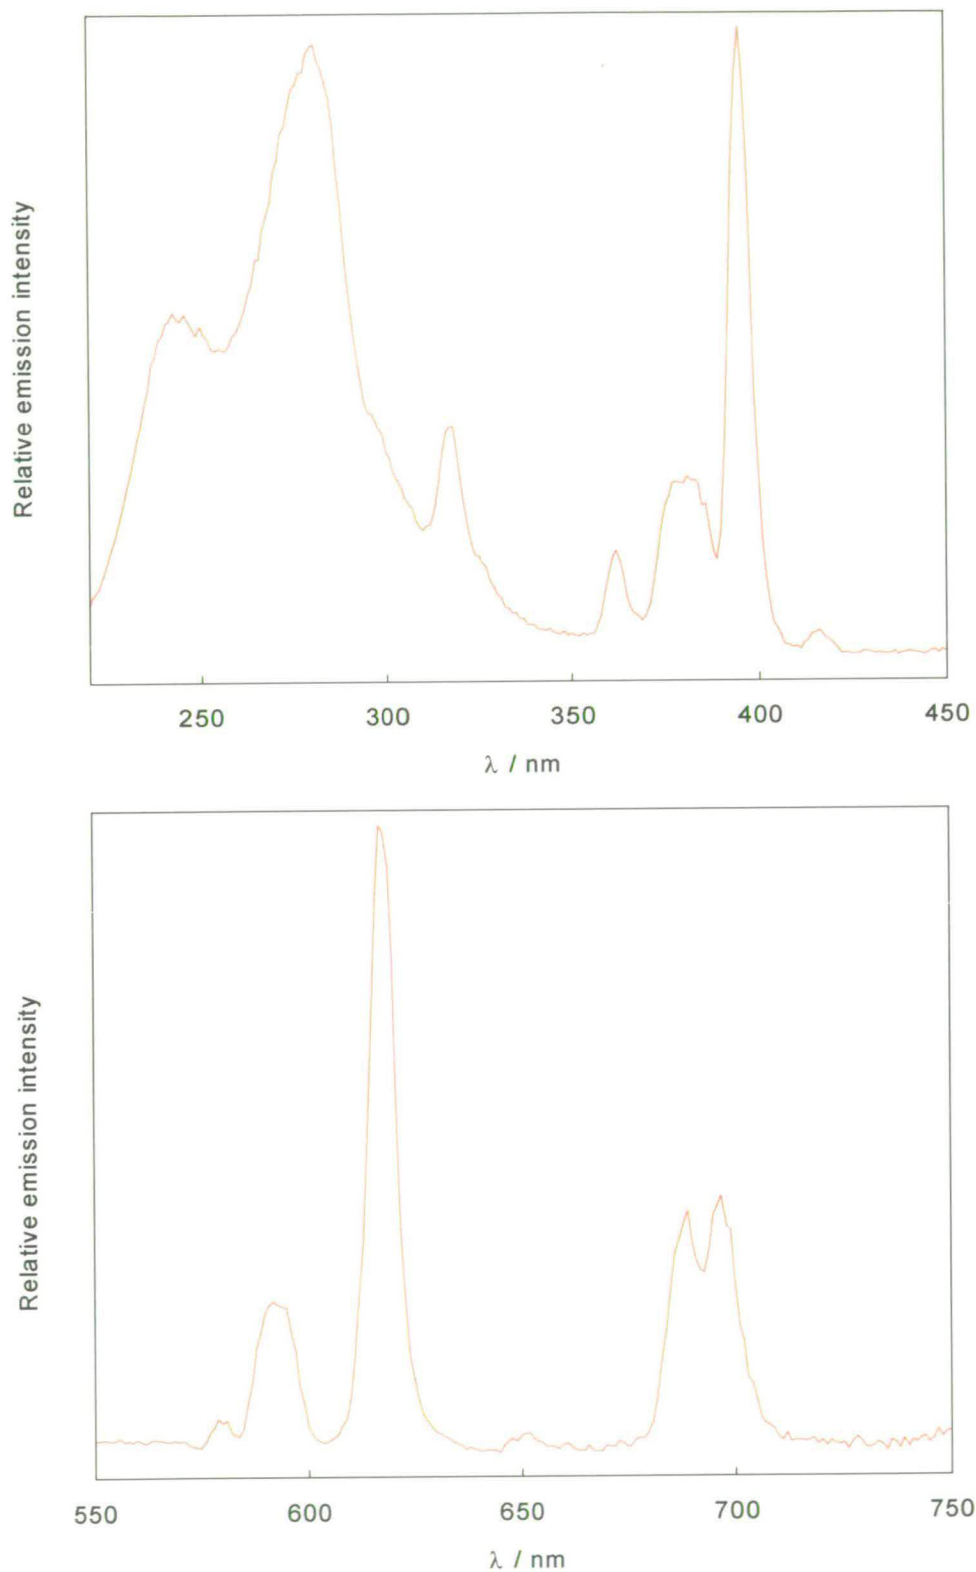 Relative emission intensity
250 300 350 400 450
λ / nm
Relative emission intensity
550 600 650 700 750
λ / nm